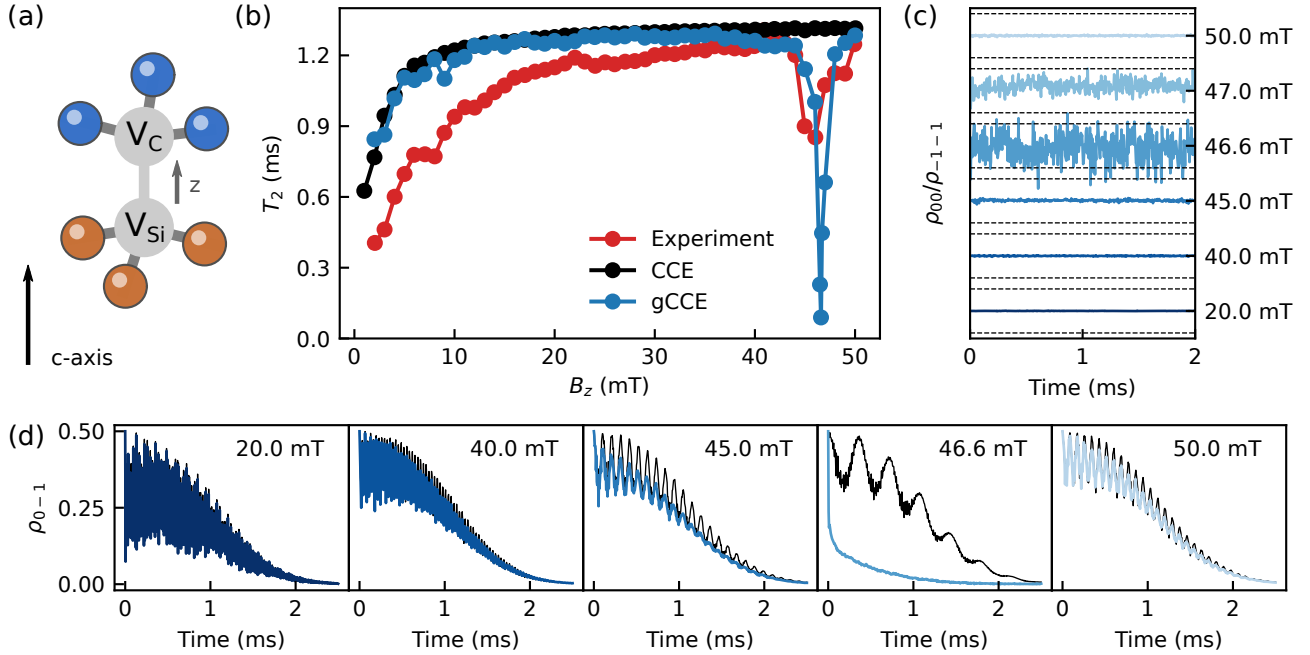 (a)
V_C
z
V_Si
c-axis
(b)
T_2 (ms)
1.2
0.9
0.6
0.3
0.0
Experiment
CCE
gCCE
0 10 20 30 40 50
B_z (mT)
(c)
ρ_00/ρ_-1-1
50.0 mT
47.0 mT
46.6 mT
45.0 mT
40.0 mT
20.0 mT
0 1 2
Time (ms)
(d)
ρ_0-1
0.50
0.25
0.00
20.0 mT
40.0 mT
45.0 mT
46.6 mT
50.0 mT
0 1 2
0 1 2
0 1 2
0 1 2
0 1 2
Time (ms)
Time (ms)
Time (ms)
Time (ms)
Time (ms)